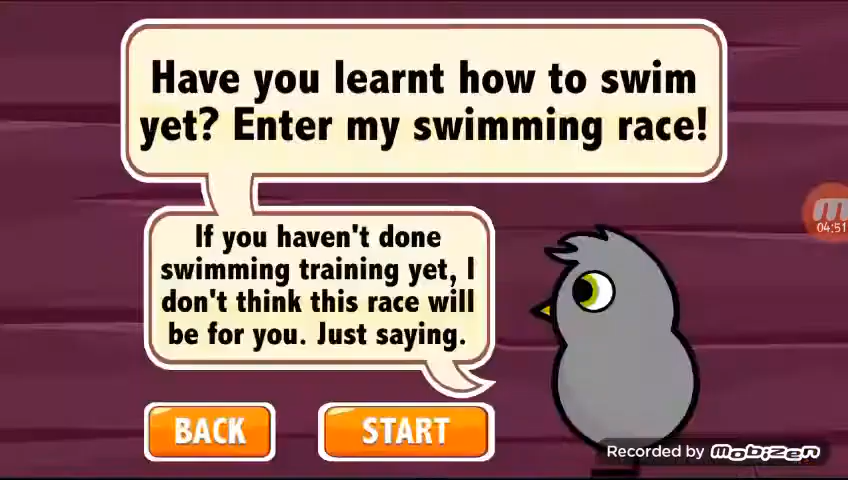 Have you learnt how to swim
yet? Enter my swimming race!
If you haven't done
swimming training yet, I
don't think this race will
be for you. Just saying.
BACK
START
04:51
Recorded by mobizen